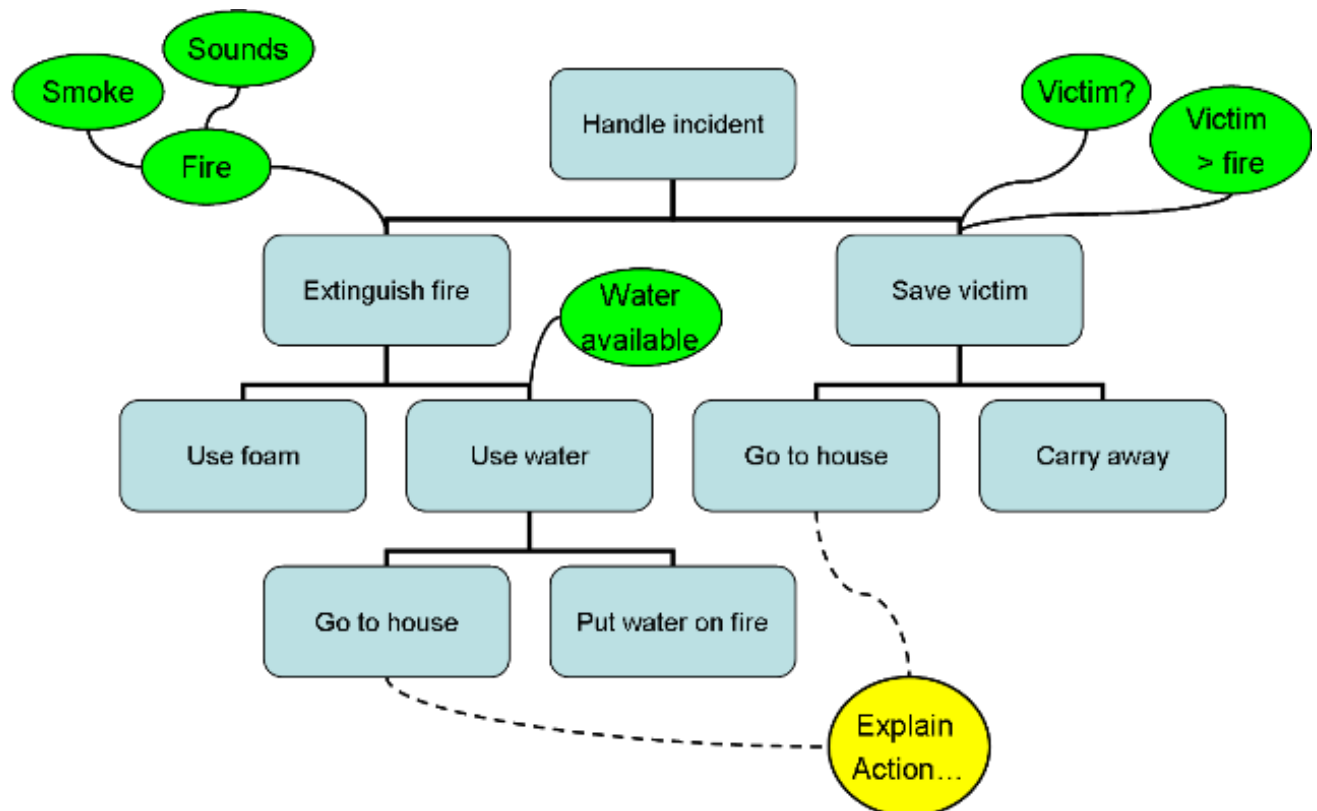 Sounds
Smoke
Fire
Handle incident
Victim?
Victim
> fire
Extinguish fire
Water
available
Save victim
Use foam
Use water
Go to house
Carry away
Go to house
Put water on fire
Explain
Action…